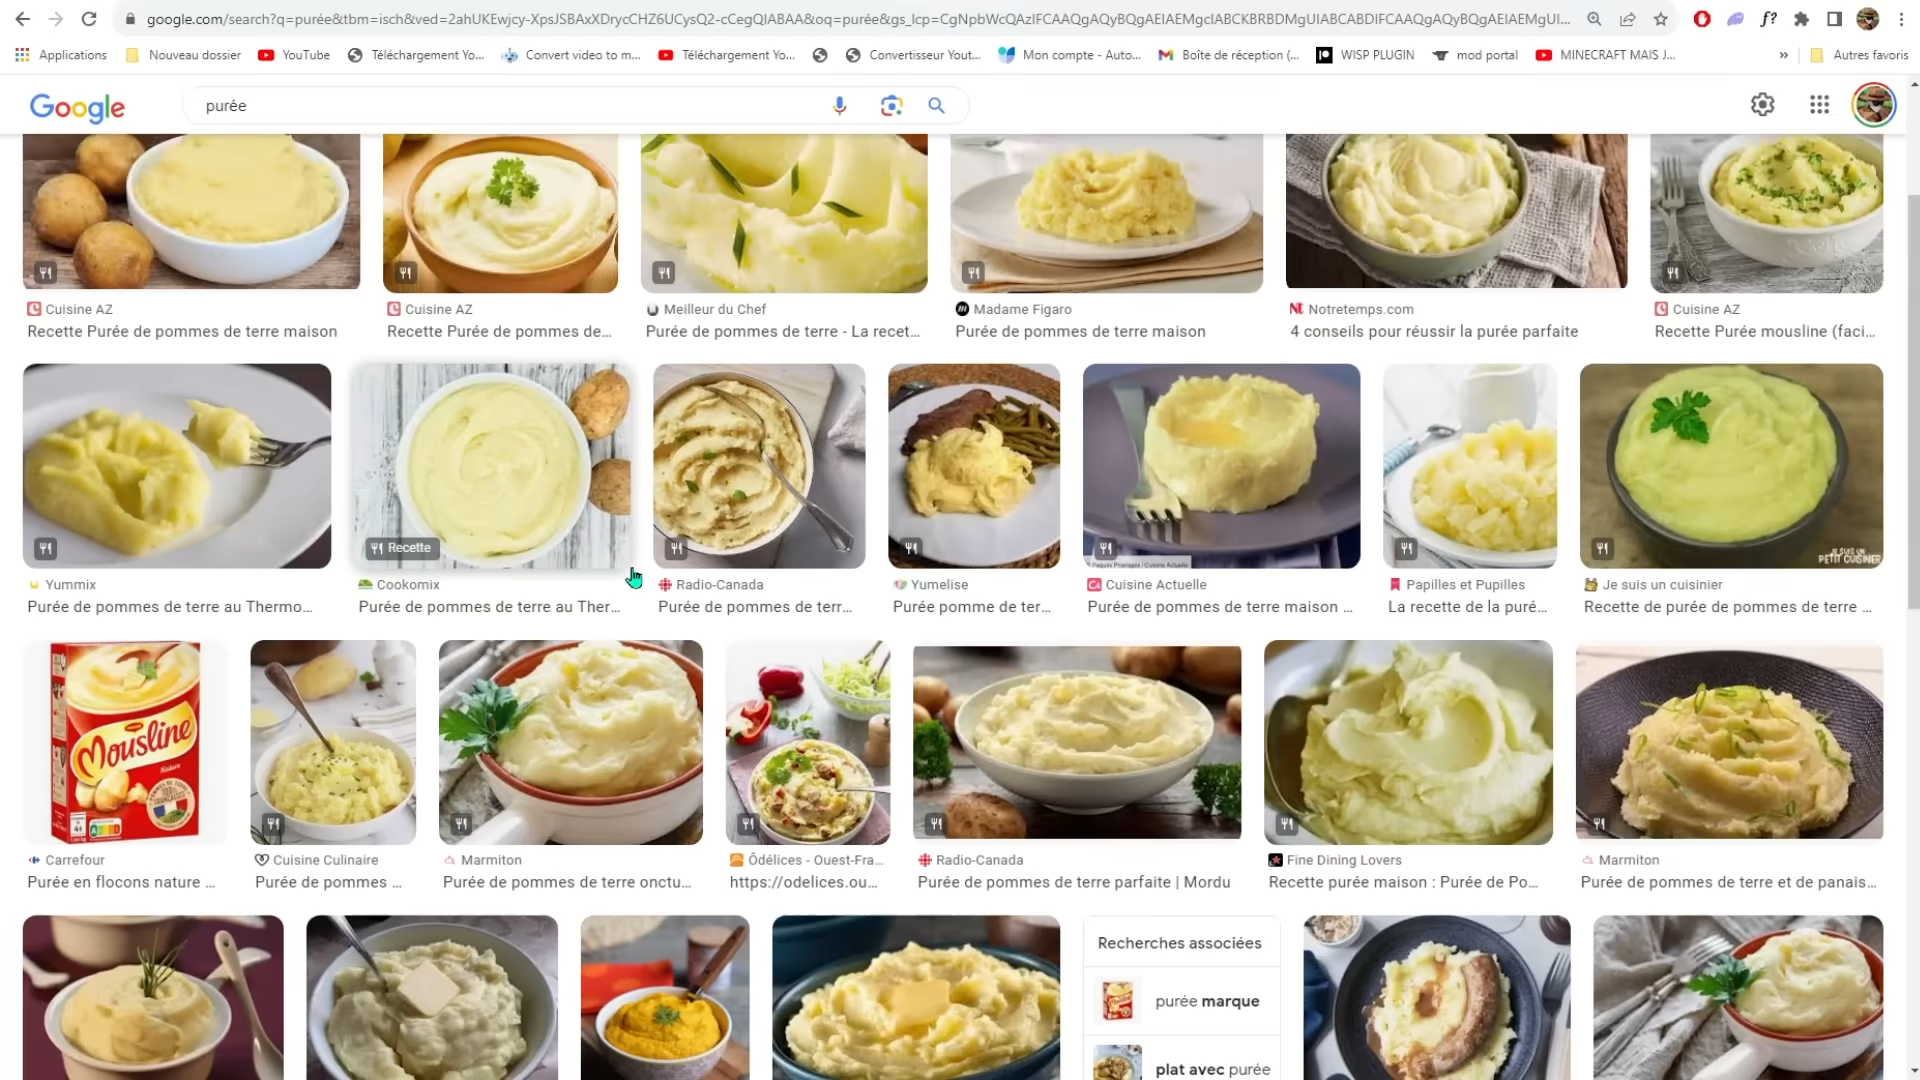 google.com/search?q=purée&tbm=isch&ved=2ahUKEwjcy-XpsJSBAxXDrycCHZ6UCysQ2-cCegQIABAA&oq=purée&gs_lcp=CgNpbWcQAzIFCAAQgAQyBQgAEIAEMgcIABCKBRBDMgUIABCABDIFCAAQgAQyBQgAEIAEMgUI...
Applications
Nouveau dossier
YouTube
Téléchargement Yo...
Convert video to m...
Téléchargement Yo...
Convertisseur Yout...
Mon compte - Auto...
Boîte de réception (...
WISP PLUGIN
mod portal
MINECRAFT MAIS J...
»
Autres favoris
Google
purée
Cuisine AZ
Recette Purée de pommes de terre maison
Cuisine AZ
Recette Purée de pommes de...
Meilleur du Chef
Purée de pommes de terre - La recet...
Madame Figaro
Purée de pommes de terre maison
Notretemps.com
4 conseils pour réussir la purée parfaite
Cuisine AZ
Recette Purée mousline (faci...
Recette
JE SUIS UN
PETIT CUISINIER
Yummix
Purée de pommes de terre au Thermo...
Cookomix
Purée de pommes de terre au Ther...
Radio-Canada
Purée de pommes de terr...
Yumelise
Purée pomme de ter...
Cuisine Actuelle
Purée de pommes de terre maison ...
Papilles et Pupilles
La recette de la puré...
Je suis un cuisinier
Recette de purée de pommes de terre ...
Mousline
Nature
Carrefour
Purée en flocons nature ...
Cuisine Culinaire
Purée de pommes ...
Marmiton
Purée de pommes de terre onctu...
Ôdélices - Ouest-Fra...
https://odelices.ou...
Radio-Canada
Purée de pommes de terre parfaite | Mordu
Fine Dining Lovers
Recette purée maison : Purée de Po...
Marmiton
Purée de pommes de terre et de panais...
Recherches associées
purée marque
plat avec purée